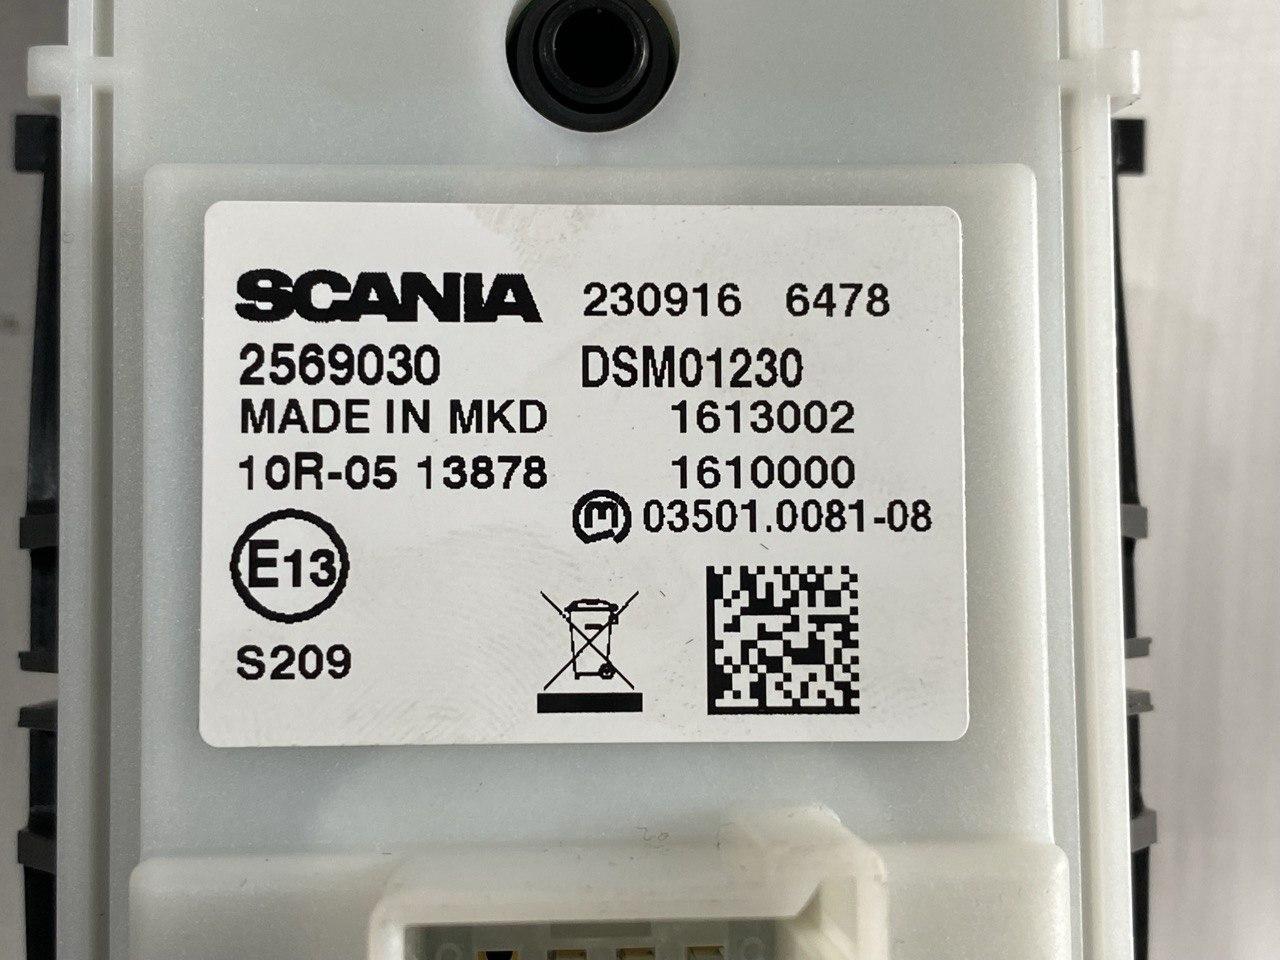 SCANIA 230916 6478
2569030 DSM01230
MADE IN MKD 1613002
10R-05 13878 1610000
03501.0081-08
E13
S209